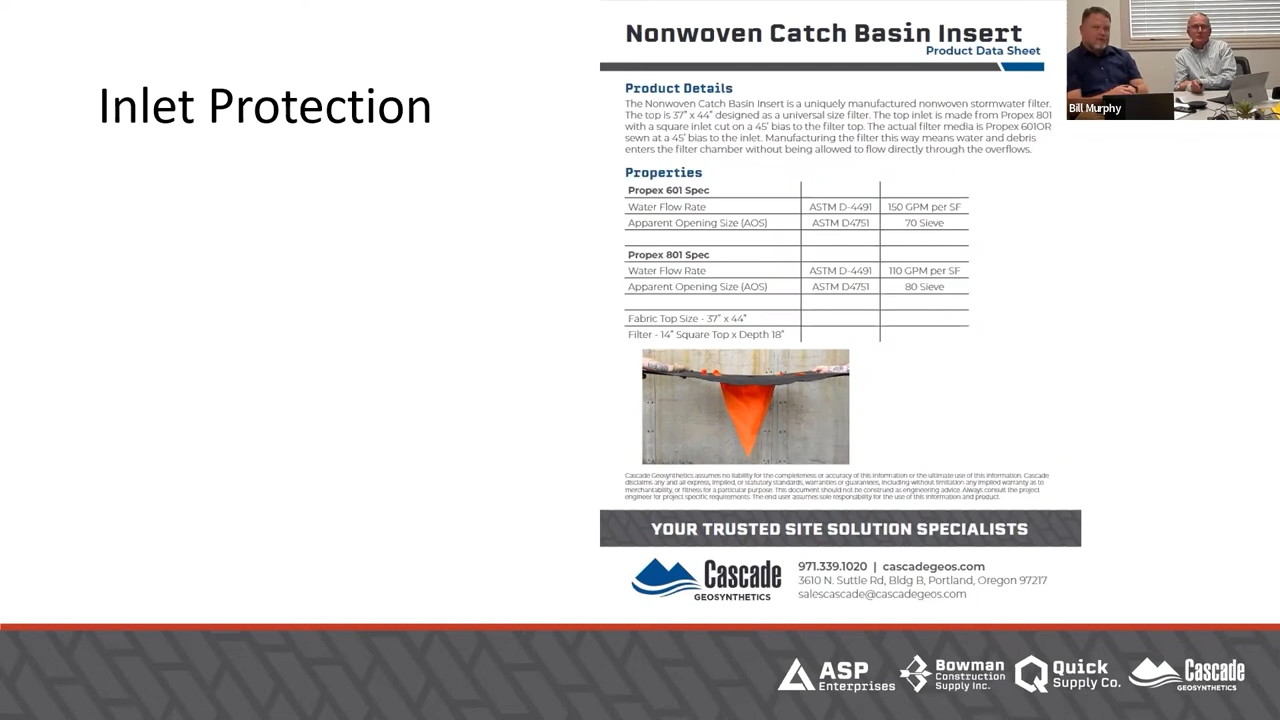 Inlet Protection
Nonwoven Catch Basin Insert
Product Data Sheet
Product Details
The Nonwoven Catch Basin Insert is a uniquely manufactured nonwoven stormwater filter.
The top is 37" x 44" designed as a universal size filter. The top inlet is made from Propex 801
with a square inlet cut on a 45' bias to the filter top. The actual filter media is Propex 601OR
sewn at a 45' bias to the inlet. Manufacturing the filter this way means water and debris
enters the filter chamber without being allowed to flow directly through the overflows.
Properties
Propex 601 Spec
Water Flow Rate ASTM D-4491 150 GPM per SF
Apparent Opening Size (AOS) ASTM D4751 70 Sieve
Propex 801 Spec
Water Flow Rate ASTM D-4491 110 GPM per SF
Apparent Opening Size (AOS) ASTM D4751 80 Sieve
Fabric Top Size - 37" x 44"
Filter - 14" Square Top x Depth 18"
Cascade Geosynthetics assumes no liability for the completeness or accuracy of this information or the ultimate use of this information. Cascade
disclaims any and all express, implied, or statutory standards, warranties or guarantees, including without limitation any implied warranty as to
merchantability, or fitness for a particular purpose. This document should not be construed as engineering advice. Always consult the project
engineer for project specific requirements. The end user assumes sole responsibility for the use of this information and product.
YOUR TRUSTED SITE SOLUTION SPECIALISTS
Cascade
GEOSYNTHETICS
971.339.1020 | cascadegeos.com
3610 N. Suttle Rd, Bldg B, Portland, Oregon 97217
salescascade@cascadegeos.com
Bill Murphy
ASP
Enterprises
Bowman
Construction
Supply Inc.
Quick
Supply Co.
Cascade
GEOSYNTHETICS